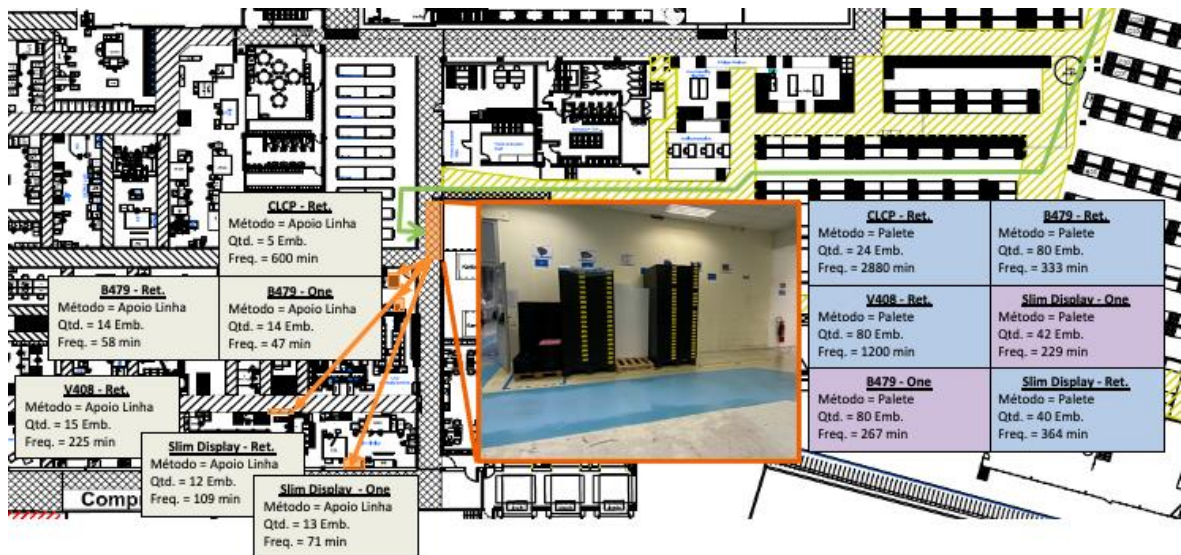 CLCP - Ret.
Método = Apoio Linha
Qtd. = 5 Emb.
Freq. = 600 min
B479 - Ret.
Método = Apoio Linha
Qtd. = 14 Emb.
Freq. = 58 min
B479 - One
Método = Apoio Linha
Qtd. = 14 Emb.
Freq. = 47 min
V408 - Ret.
Método = Apoio Linha
Qtd. = 15 Emb.
Freq. = 225 min
Slim Display - Ret.
Método = Apoio Linha
Qtd. = 12 Emb.
Freq. = 109 min
Slim Display - One
Método = Apoio Linha
Qtd. = 13 Emb.
Freq. = 71 min
CLCP - Ret.
Método = Palete
Qtd. = 24 Emb.
Freq. = 2880 min
B479 - Ret.
Método = Palete
Qtd. = 80 Emb.
Freq. = 333 min
V408 - Ret.
Método = Palete
Qtd. = 80 Emb.
Freq. = 1200 min
Slim Display - One
Método = Palete
Qtd. = 42 Emb.
Freq. = 229 min
B479 - One
Método = Palete
Qtd. = 80 Emb.
Freq. = 267 min
Slim Display - Ret.
Método = Palete
Qtd. = 40 Emb.
Freq. = 364 min